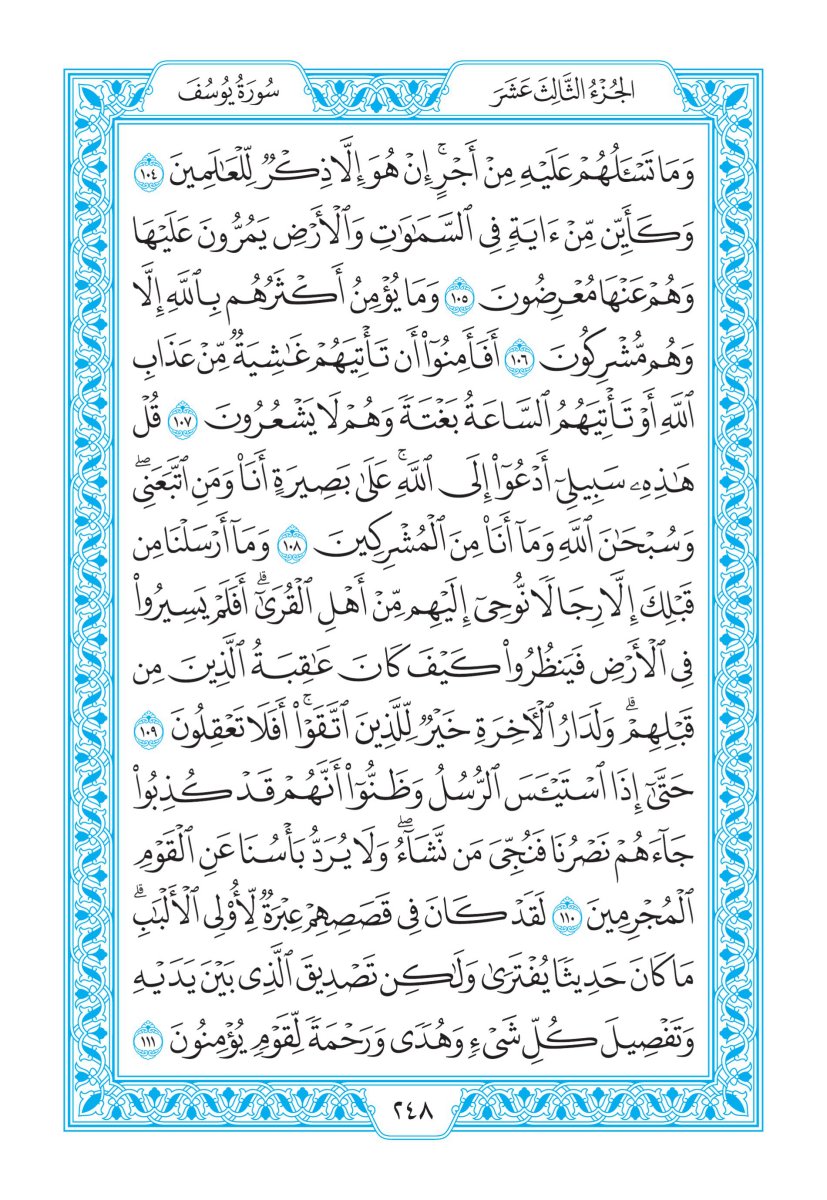 الجُزْءُ الثَّالِثَ عَشَرَ
سُورَةُ يُوسُفَ
وَمَا تَسْـَٔلُهُمْ عَلَيْهِ مِنْ أَجْرٍۚ إِنْ هُوَ إِلَّا ذِكْرٌ لِّلْعَٰلَمِينَ ١٠٤
وَكَأَيِّن مِّنْ ءَايَةٍ فِى ٱلسَّمَٰوَٰتِ وَٱلْأَرْضِ يَمُرُّونَ عَلَيْهَا
وَهُمْ عَنْهَا مُعْرِضُونَ ١٠٥ وَمَا يُؤْمِنُ أَكْثَرُهُم بِٱللَّهِ إِلَّا
وَهُم مُّشْرِكُونَ ١٠٦ أَفَأَمِنُوٓا۟ أَن تَأْتِيَهُمْ غَٰشِيَةٌ مِّنْ عَذَابِ
ٱللَّهِ أَوْ تَأْتِيَهُمُ ٱلسَّاعَةُ بَغْتَةً وَهُمْ لَا يَشْعُرُونَ ١٠٧ قُلْ
هَٰذِهِۦ سَبِيلِىٓ أَدْعُوٓا۟ إِلَى ٱللَّهِۚ عَلَىٰ بَصِيرَةٍ أَنَا۠ وَمَنِ ٱتَّبَعَنِىۖ
وَسُبْحَٰنَ ٱللَّهِ وَمَآ أَنَا۠ مِنَ ٱلْمُشْرِكِينَ ١٠٨ وَمَآ أَرْسَلْنَا مِن
قَبْلِكَ إِلَّا رِجَالًا نُّوحِىٓ إِلَيْهِم مِّنْ أَهْلِ ٱلْقُرَىٰٓۗ أَفَلَمْ يَسِيرُوا۟
فِى ٱلْأَرْضِ فَيَنظُرُوا۟ كَيْفَ كَانَ عَٰقِبَةُ ٱلَّذِينَ مِن
قَبْلِهِمْۗ وَلَدَارُ ٱلْءَاخِرَةِ خَيْرٌ لِّلَّذِينَ ٱتَّقَوْا۟ۚ أَفَلَا تَعْقِلُونَ ١٠٩
حَتَّىٰٓ إِذَا ٱسْتَيْـَٔسَ ٱلرُّسُلُ وَظَنُّوٓا۟ أَنَّهُمْ قَدْ كُذِبُوا۟
جَآءَهُمْ نَصْرُنَا فَنُجِّىَ مَن نَّشَآءُۖ وَلَا يُرَدُّ بَأْسُنَا عَنِ ٱلْقَوْمِ
ٱلْمُجْرِمِينَ ١١٠ لَقَدْ كَانَ فِى قَصَصِهِمْ عِبْرَةٌ لِّأُو۟لِى ٱلْأَلْبَٰبِۗ
مَا كَانَ حَدِيثًا يُفْتَرَىٰ وَلَٰكِن تَصْدِيقَ ٱلَّذِى بَيْنَ يَدَيْهِ
وَتَفْصِيلَ كُلِّ شَىْءٍ وَهُدًى وَرَحْمَةً لِّقَوْمٍ يُؤْمِنُونَ ١١١
٢٤٨